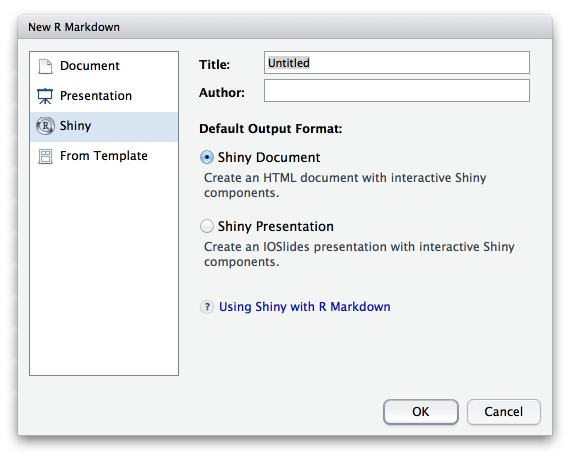 New R Markdown
Document
Presentation
Shiny
From Template
Title: Untitled
Author:
Default Output Format:
Shiny Document
Create an HTML document with interactive Shiny
components.
Shiny Presentation
Create an IOSlides presentation with interactive Shiny
components.
? Using Shiny with R Markdown
OK Cancel